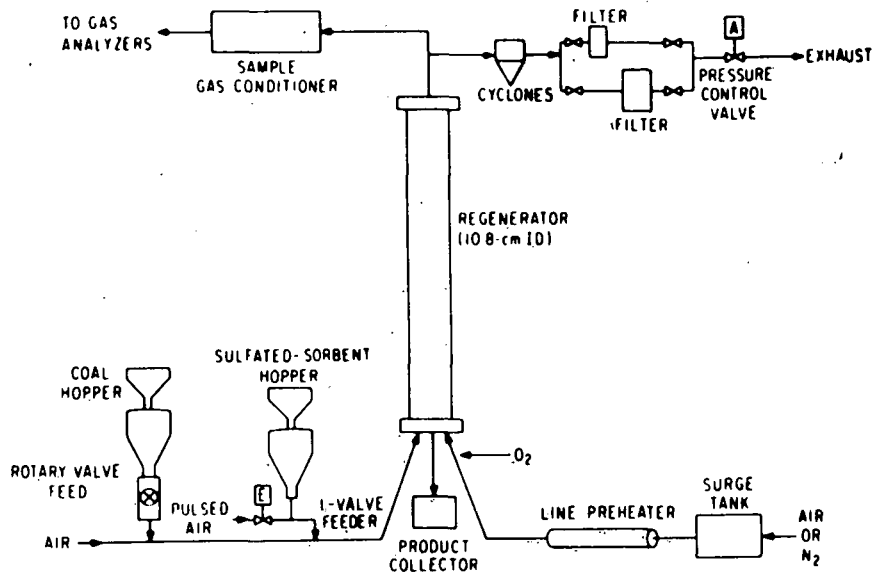 TO GAS
ANALYZERS
SAMPLE
GAS CONDITIONER
CYCLONES
FILTER
FILTER
A
PRESSURE
CONTROL
VALVE
EXHAUST
REGENERATOR
(10.8-cm ID)
COAL
HOPPER
SULFATED-SORBENT
HOPPER
ROTARY VALVE
FEED
PULSED
AIR
E
L-VALVE
FEEDER
AIR
PRODUCT
COLLECTOR
O2
LINE PREHEATER
SURGE
TANK
AIR
OR
N2